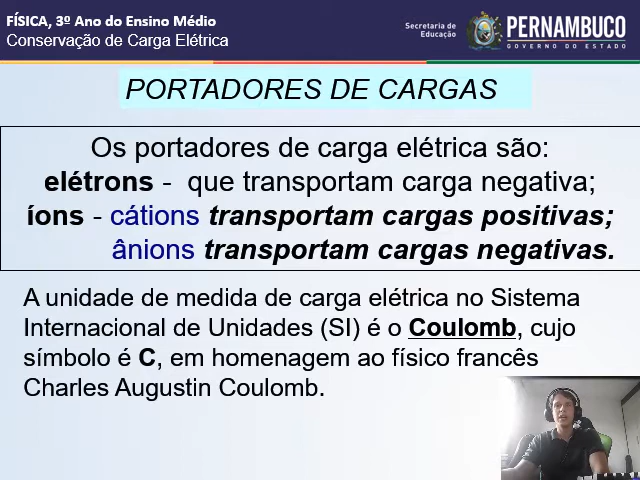 FÍSICA, 3º Ano do Ensino Médio
Conservação de Carga Elétrica
Secretaria de
Educação
PERNAMBUCO
GOVERNO DO ESTADO
PORTADORES DE CARGAS
Os portadores de carga elétrica são:
elétrons - que transportam carga negativa;
íons - cátions transportam cargas positivas;
ânions transportam cargas negativas.
A unidade de medida de carga elétrica no Sistema
Internacional de Unidades (SI) é o Coulomb, cujo
símbolo é C, em homenagem ao físico francês
Charles Augustin Coulomb.